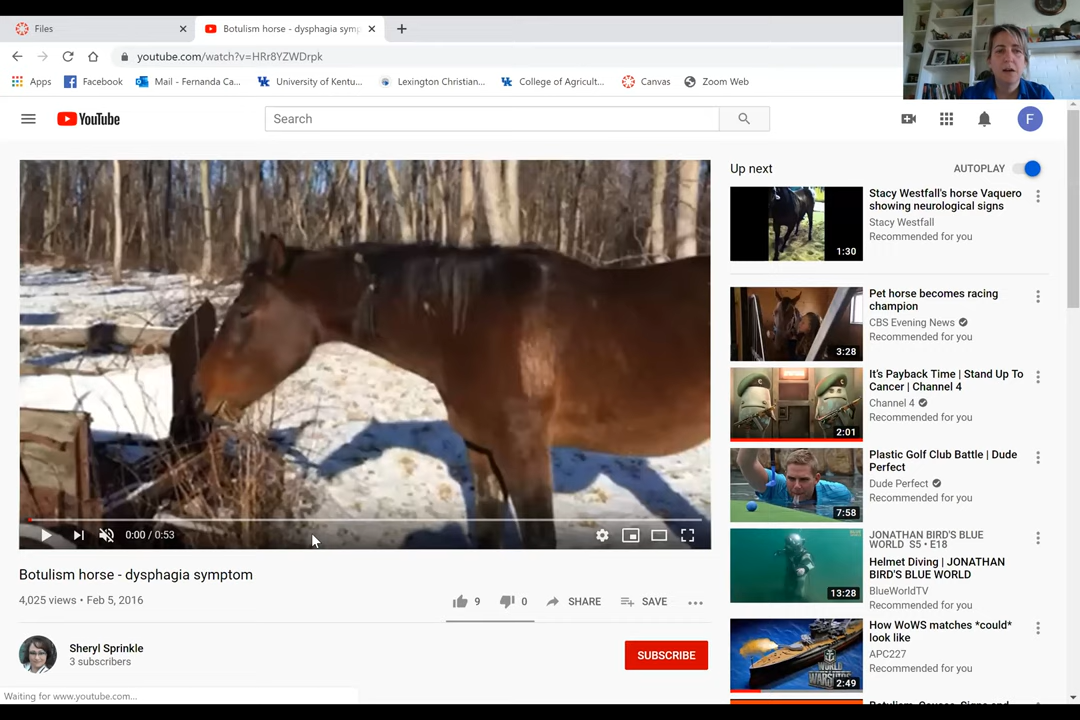 Files
Botulism horse - dysphagia symp
youtube.com/watch?v=HRr8YZWDrpk
Apps
Facebook
Mail - Fernanda Ca...
University of Kentu...
Lexington Christian...
College of Agricult...
Canvas
Zoom Web
YouTube
Search
F
Up next
AUTOPLAY
Stacy Westfall's horse Vaquero
showing neurological signs
Stacy Westfall
Recommended for you
1:30
Pet horse becomes racing
champion
CBS Evening News
Recommended for you
3:28
It's Payback Time | Stand Up To
Cancer | Channel 4
Channel 4
Recommended for you
2:01
Plastic Golf Club Battle | Dude
Perfect
Dude Perfect
Recommended for you
7:58
JONATHAN BIRD'S BLUE
WORLD S5 • E18
Helmet Diving | JONATHAN
BIRD'S BLUE WORLD
BlueWorldTV
Recommended for you
13:28
How WoWS matches *could*
look like
APC227
Recommended for you
2:49
0:00 / 0:53
Botulism horse - dysphagia symptom
4,025 views • Feb 5, 2016
9
0
SHARE
SAVE
Sheryl Sprinkle
3 subscribers
SUBSCRIBE
Waiting for www.youtube.com...